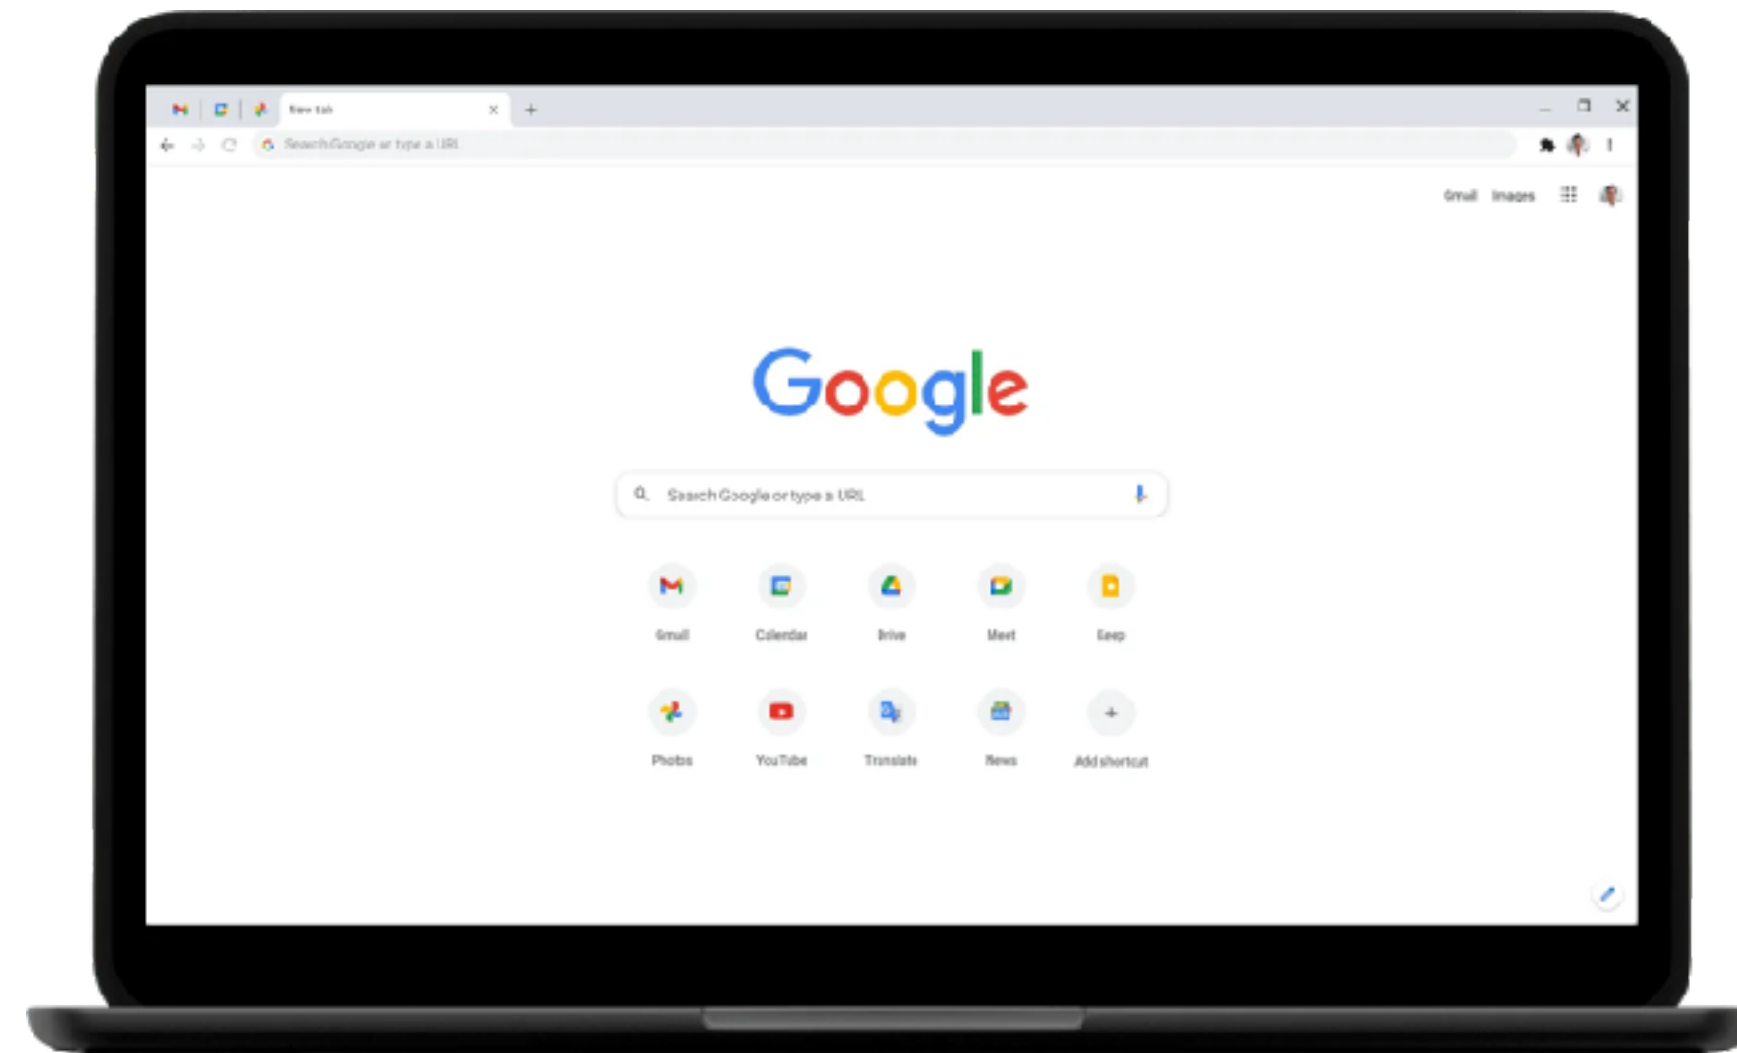 New tab
Search Google or type a URL
Gmail Images
Google
Search Google or type a URL
Gmail Calendar Drive Meet Keep
Photos YouTube Translate News Add shortcut